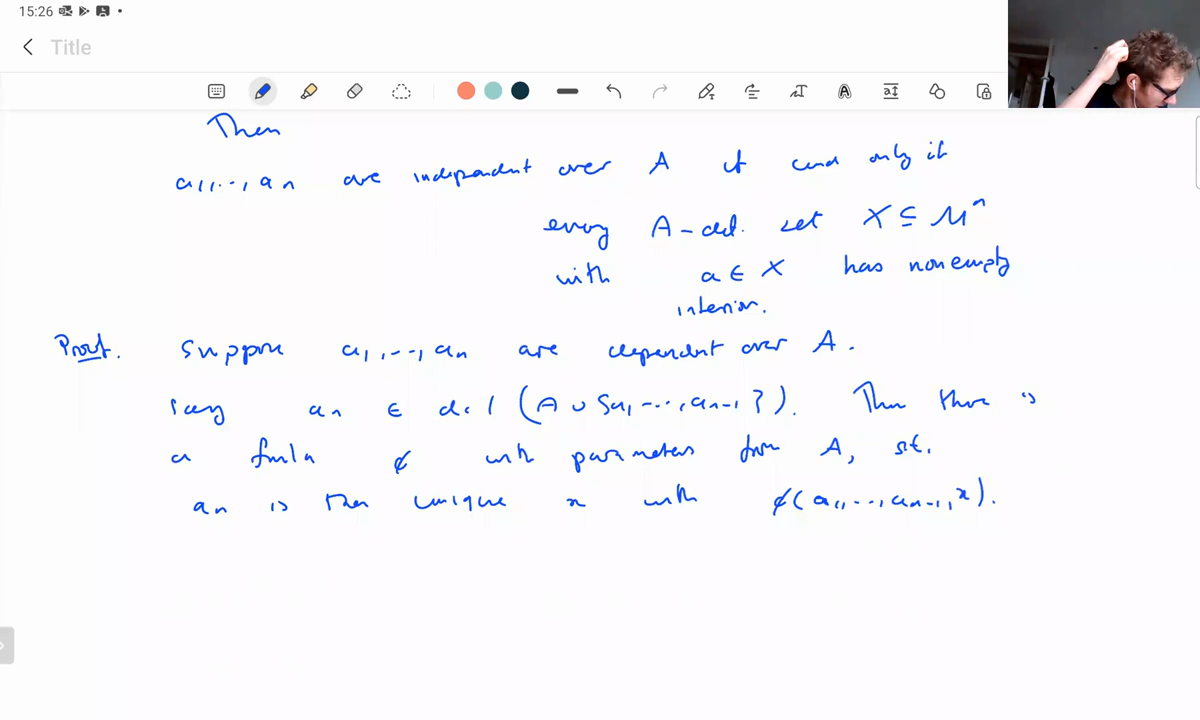 15:26
Title
Then
a₁, ..., aₙ are independent over A if and only if
every A-def. set X ⊆ Mⁿ
with a ∈ X has nonempty
interior.
Proof. Suppose a₁, ..., aₙ are dependent over A.
Say aₙ ∈ dcl (A ∪ {a₁, ..., aₙ₋₁}). Then there is
a fmla ϕ with parameters from A, s.t.
aₙ is the unique x with ϕ(a₁, ..., aₙ₋₁, x).